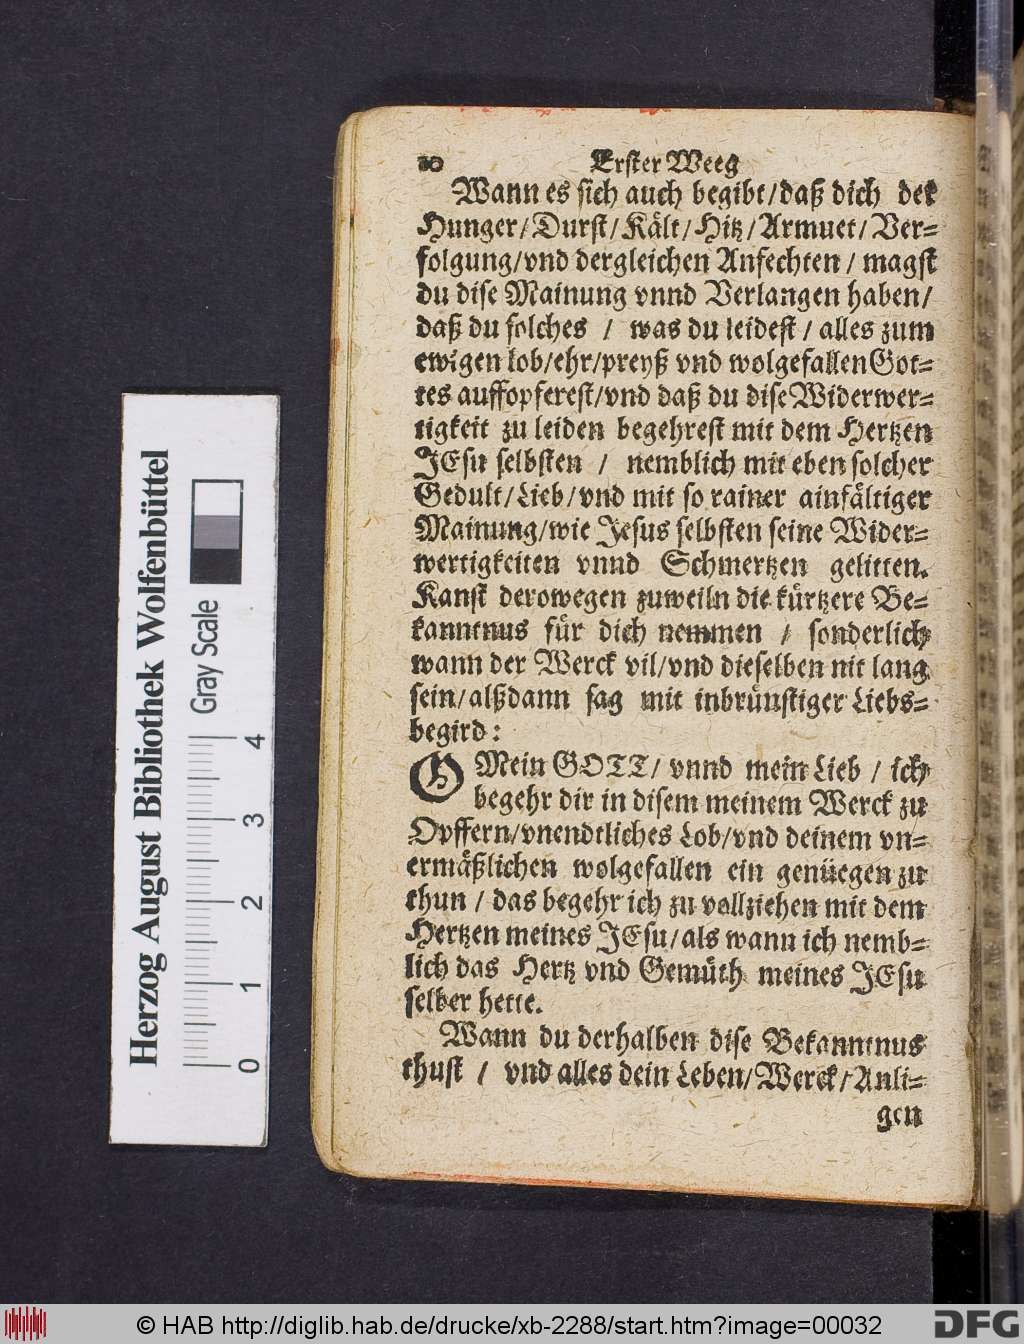 Erster Weeg
Wann es sich auch begibt/daß dich der
Hunger/Durst/Kält/Hitz/Armuet/Ver⸗
folgung/vnd dergleichen Anfechten / magst
du dise Mainung vnnd Verlangen haben/
daß du solches / was du leidest / alles zum
ewigen lob/ehr/preyß vnd wolgefallen Got⸗
tes auffopferest/vnd daß du dise Widerwer⸗
tigkeit zu leiden begehrest mit dem Hertzen
JEsu selbsten / nemblich mit eben solcher
Gedult/Lieb/vnd mit so rainer ainfältiger
Mainung/wie Jesus selbsten seine Wider⸗
wertigkeiten vnnd Schmertzen gelitten.
Kanst derowegen zuweiln die kürtzere Be⸗
kanntnus für dich nemmen / sonderlich
wann der Werck vil/vnd dieselben nit lang
sein/alßdann sag mit inbrünstiger Liebs⸗
begird:
O Mein GOTT/ vnnd mein Lieb / ich
begehr dir in disem meinem Werck zu
Opffern/vnendtliches Lob/vnd deinem vn⸗
ermäßlichen wolgefallen ein genüegen zu
thun / das begehr ich zu vollziehen mit dem
Hertzen meines JEsu/als wann ich nemb⸗
lich das Hertz vnd Gemüth meines JEsu
selber hette.
Wann du derhalben dise Bekanntnus
thust / vnd alles dein Leben/Werck/Anli⸗
gen
Herzog August Bibliothek Wolfenbüttel
Gray Scale
0 1 2 3 4
© HAB http://diglib.hab.de/drucke/xb-2288/start.htm?image=00032
DFG